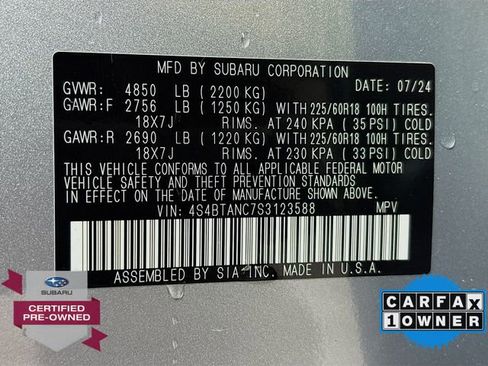 MFD BY SUBARU CORPORATION
DATE: 07/24
GVWR: 4850 LB (2200 KG)
GAWR:F 2756 LB (1250 KG) WITH 225/60R18 100H TIRES.
18X7J RIMS. AT 240 KPA (35 PSI) COLD
GAWR:R 2690 LB (1220 KG) WITH 225/60R18 100H TIRES.
18X7J RIMS. AT 230 KPA (33 PSI) COLD
THIS VEHICLE CONFORMS TO ALL APPLICABLE FEDERAL MOTOR
VEHICLE SAFETY AND THEFT PREVENTION STANDARDS
IN EFFECT ON THE DATE OF MANUFACTURE SHOWN ABOVE.
VIN: 4S4BTANC7S3123588 MPV
ASSEMBLED BY SIA INC. MADE IN U.S.A.
SUBARU
CERTIFIED
PRE-OWNED
CARFAX
1 OWNER